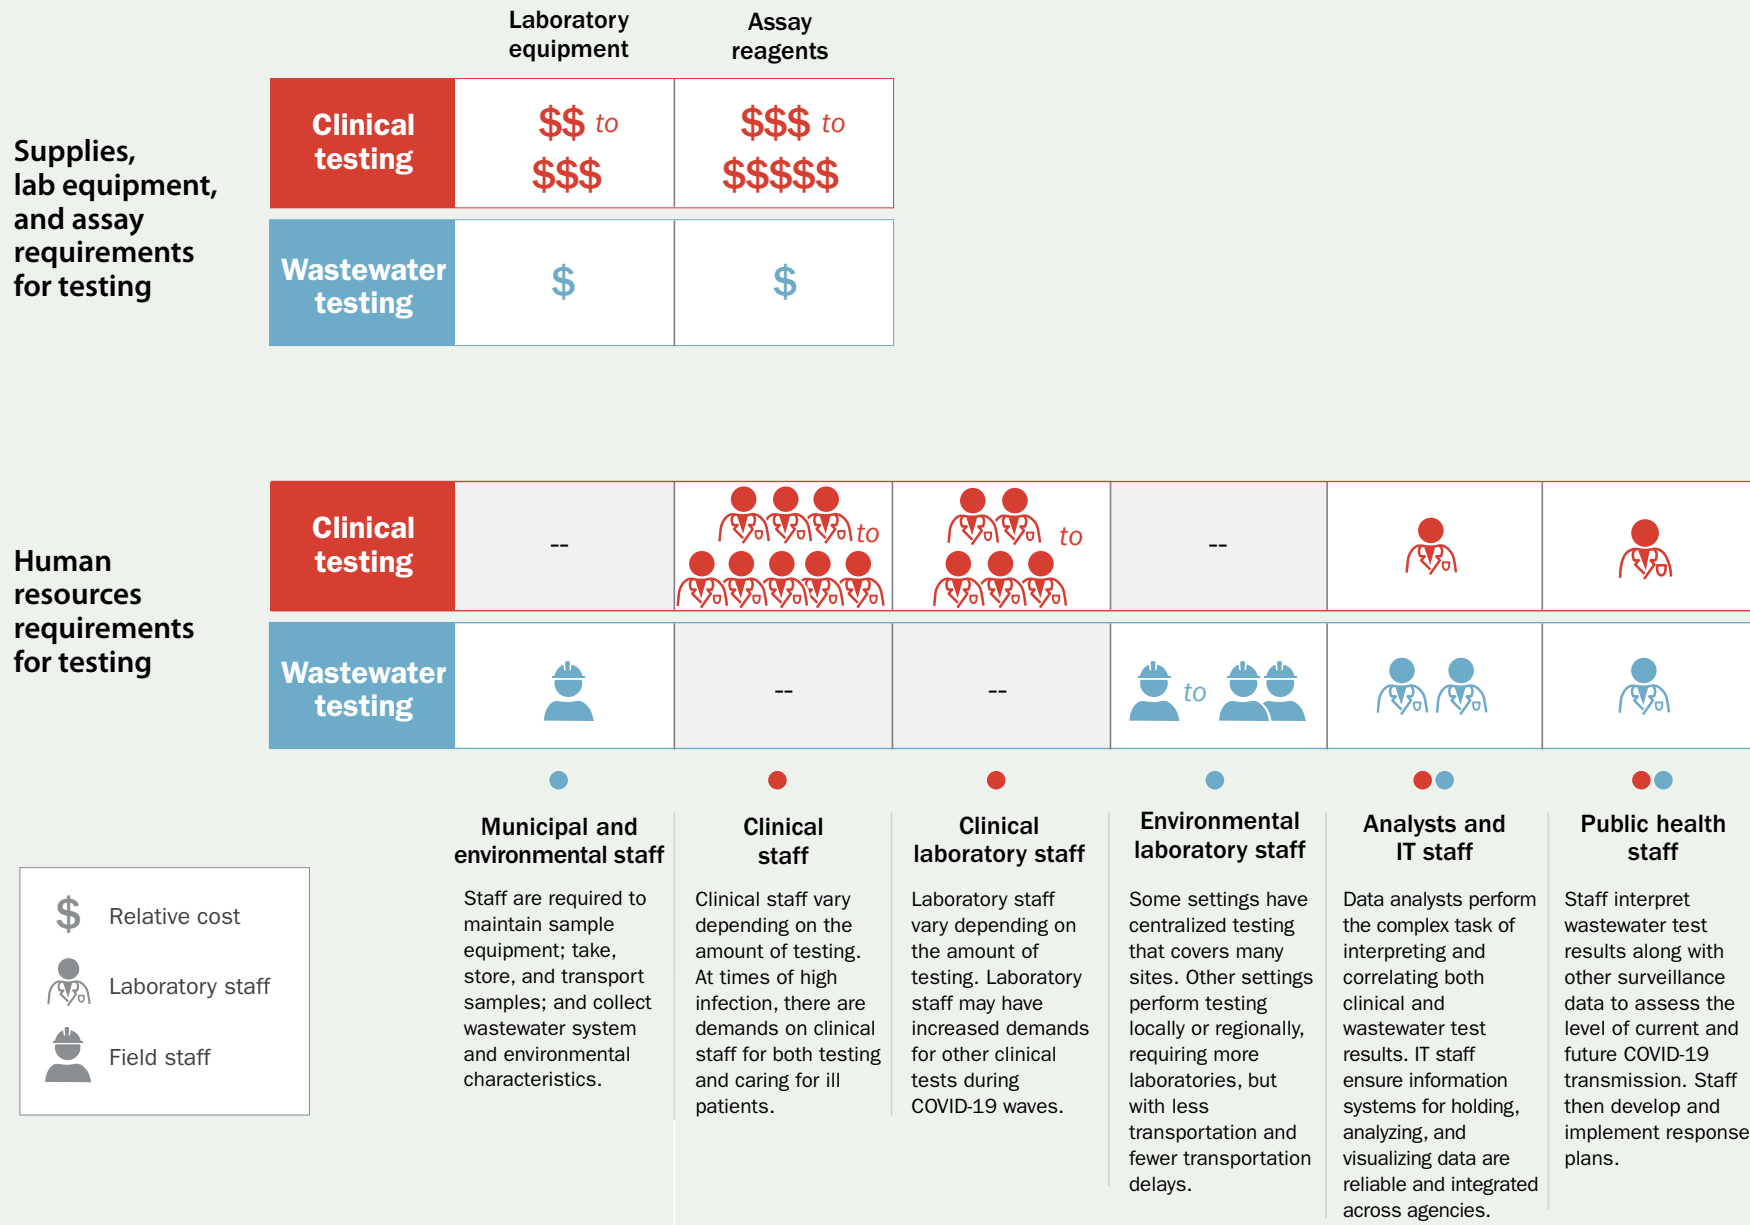 Laboratory
equipment
Assay
reagents
Supplies,
lab equipment,
and assay
requirements
for testing
Clinical
testing
$$ to
$$$
$$$ to
$$$$$
Wastewater
testing
$
$
Human
resources
requirements
for testing
Clinical
testing
--
to
to
--
Wastewater
testing
--
--
to
Municipal and
environmental staff
Staff are required to
maintain sample
equipment; take,
store, and transport
samples; and collect
wastewater system
and environmental
characteristics.
Clinical
staff
Clinical staff vary
depending on the
amount of testing.
At times of high
infection, there are
demands on clinical
staff for both testing
and caring for ill
patients.
Clinical
laboratory staff
Laboratory staff
vary depending on
the amount of
testing. Laboratory
staff may have
increased demands
for other clinical
tests during
COVID-19 waves.
Environmental
laboratory staff
Some settings have
centralized testing
that covers many
sites. Other settings
perform testing
locally or regionally,
requiring more
laboratories, but
with less
transportation and
fewer transportation
delays.
Analysts and
IT staff
Data analysts perform
the complex task of
interpreting and
correlating both
clinical and
wastewater test
results. IT staff
ensure information
systems for holding,
analyzing, and
visualizing data are
reliable and integrated
across agencies.
Public health
staff
Staff interpret
wastewater test
results along with
other surveillance
data to assess the
level of current and
future COVID-19
transmission. Staff
then develop and
implement response
plans.
$ Relative cost
Laboratory staff
Field staff